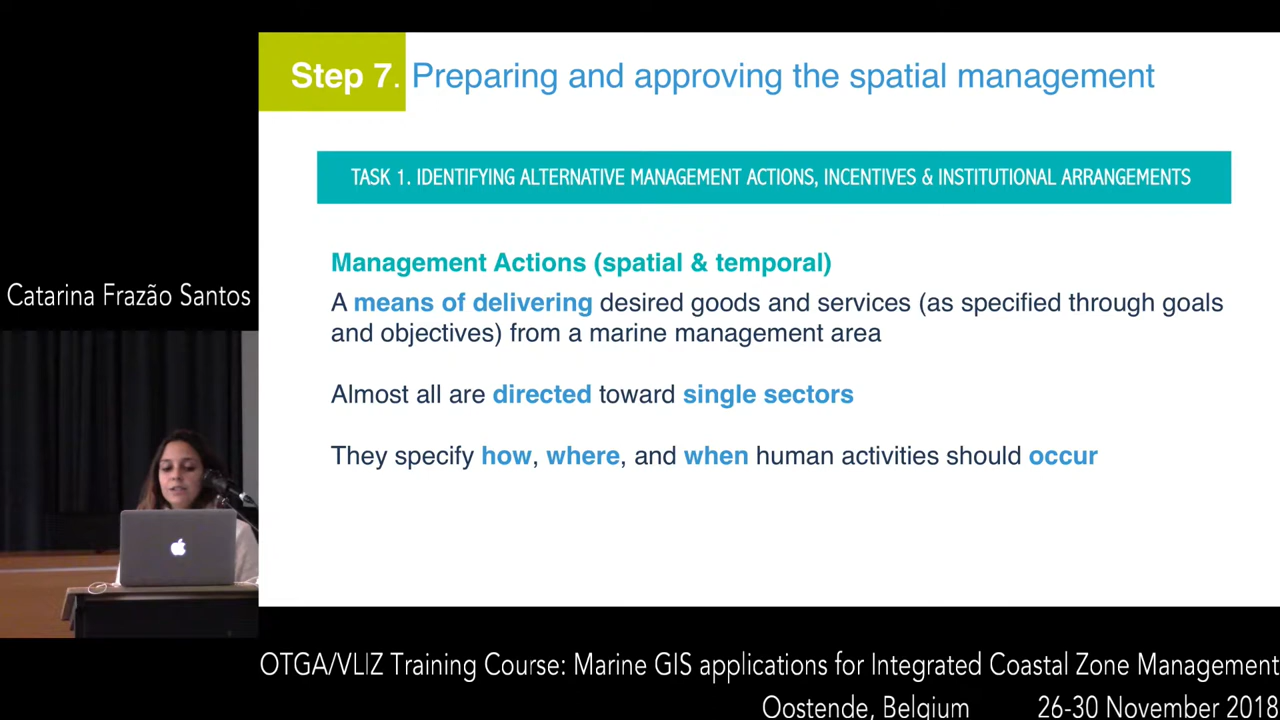 Step 7. Preparing and approving the spatial management
TASK 1. IDENTIFYING ALTERNATIVE MANAGEMENT ACTIONS, INCENTIVES & INSTITUTIONAL ARRANGEMENTS
Management Actions (spatial & temporal)
A means of delivering desired goods and services (as specified through goals
and objectives) from a marine management area
Almost all are directed toward single sectors
They specify how, where, and when human activities should occur
Catarina Frazão Santos
OTGA/VLIZ Training Course: Marine GIS applications for Integrated Coastal Zone Management
Oostende, Belgium 26-30 November 2018